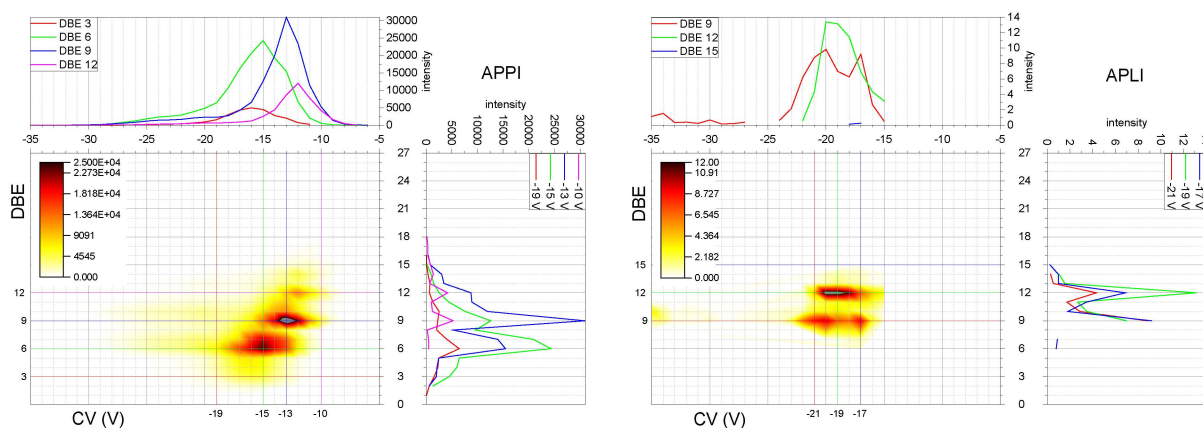 DBE 3
DBE 6
DBE 9
DBE 12
30000
25000
20000
15000
10000
5000
0
intensity
-35 -30 -25 -20 -15 -10 -5
APPI
intensity
0 5000 10000 15000 20000 25000 30000
DBE
2.500E+04
2.273E+04
1.818E+04
1.364E+04
9091
4545
0.000
12
9
6
3
CV (V) -19 -15 -13 -10
27
24
21
18
15
12
9
6
3
0
-19 V
-15 V
-13 V
-10 V
DBE 9
DBE 12
DBE 15
14
12
10
8
6
4
2
0
intensity
-35 -30 -25 -20 -15 -10 -5
APLI
intensity
2 4 6 8 10 12
DBE
12.00
10.91
8.727
6.545
4.364
2.182
0.000
12
9
CV (V) -21 -19 -17
27
24
21
18
15
12
9
6
3
0
-21 V
-19 V
-17 V